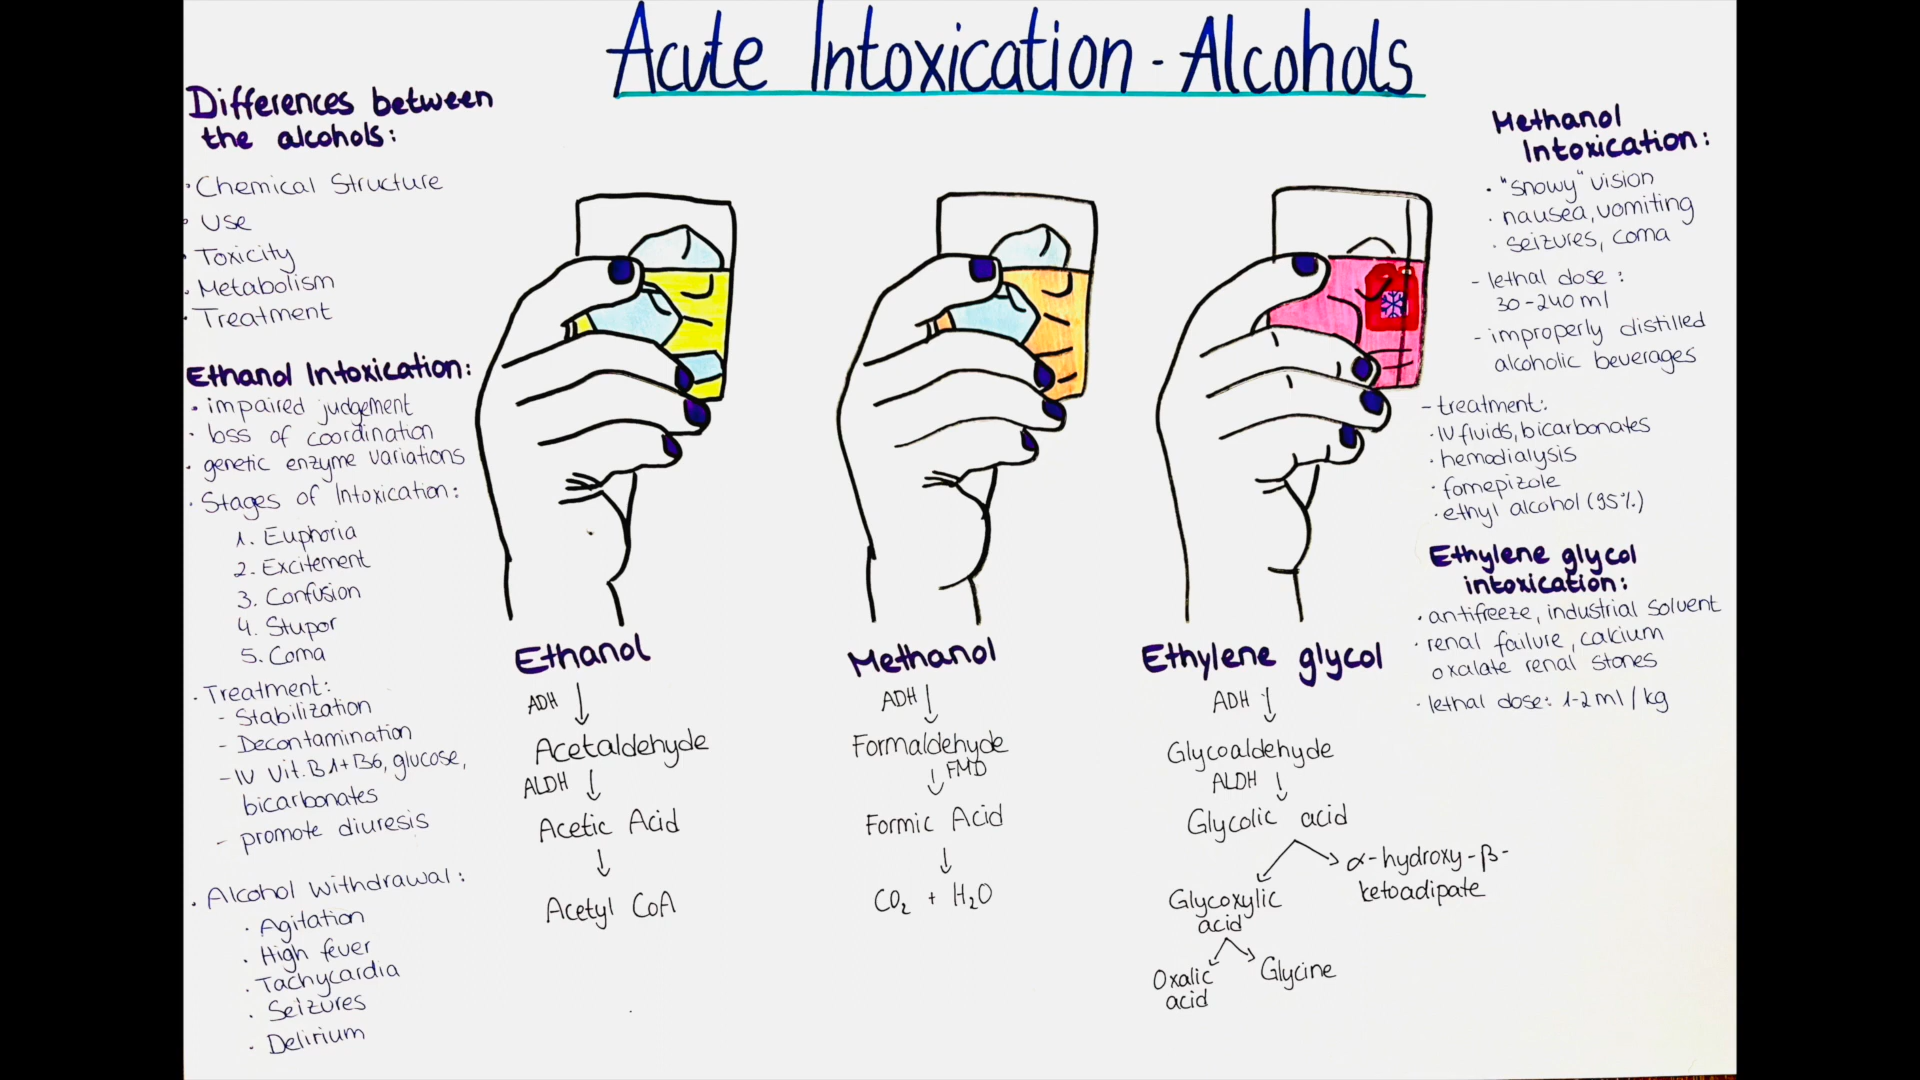 Acute Intoxication - Alcohols
Differences between
the alcohols:
· Chemical Structure
· Use
· Toxicity
· Metabolism
· Treatment
Ethanol Intoxication:
· impaired judgement
· loss of coordination
· genetic enzyme variations
· Stages of Intoxication:
1. Euphoria
2. Excitement
3. Confusion
4. Stupor
5. Coma
· Treatment:
- Stabilization
- Decontamination
- IV Vit. B1+B6, glucose,
bicarbonates
- promote diuresis
· Alcohol Withdrawal:
· Agitation
· High fever
· Tachycardia
· Seizures
· Delirium
Ethanol
ADH ↓
Acetaldehyde
ALDH ↓
Acetic Acid
↓
Acetyl CoA
Methanol
ADH ↓
Formaldehyde
↓ FMD
Formic Acid
↓
CO₂ + H₂O
Ethylene glycol
ADH ↓
Glycoaldehyde
ALDH ↓
Glycolic acid
α-hydroxy-β-
ketoadipate
Glycoxylic
acid
Oxalic
acid
Glycine
Methanol
Intoxication:
· "snowy" vision
· nausea, vomiting
· seizures, coma
- lethal dose:
30-240 ml
- improperly distilled
alcoholic beverages
- treatment:
· IV fluids, bicarbonates
· hemodialysis
· fomepizole
· ethyl alcohol (95%)
Ethylene glycol
intoxication:
· antifreeze, industrial solvent
· renal failure, calcium
oxalate renal stones
· lethal dose: 1-2 ml / kg